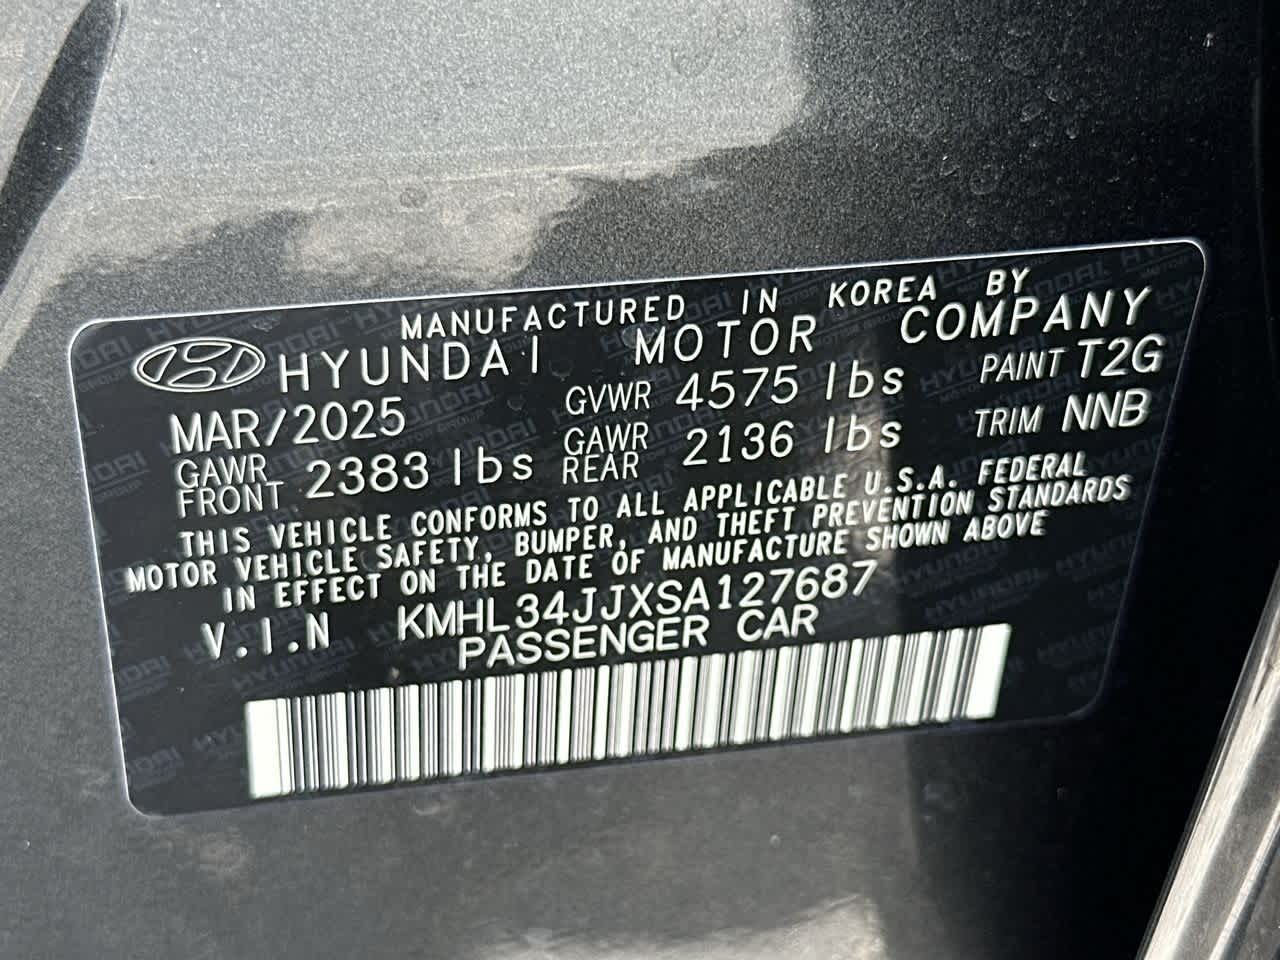 MANUFACTURED IN KOREA BY
HYUNDAI MOTOR COMPANY
MAR/2025 GVWR 4575 lbs PAINT T2G
GAWR FRONT 2383 lbs GAWR REAR 2136 lbs TRIM NNB
THIS VEHICLE CONFORMS TO ALL APPLICABLE U.S.A. FEDERAL
MOTOR VEHICLE SAFETY, BUMPER, AND THEFT PREVENTION STANDARDS
IN EFFECT ON THE DATE OF MANUFACTURE SHOWN ABOVE
V.I.N KMHL34JJXSA127687
PASSENGER CAR